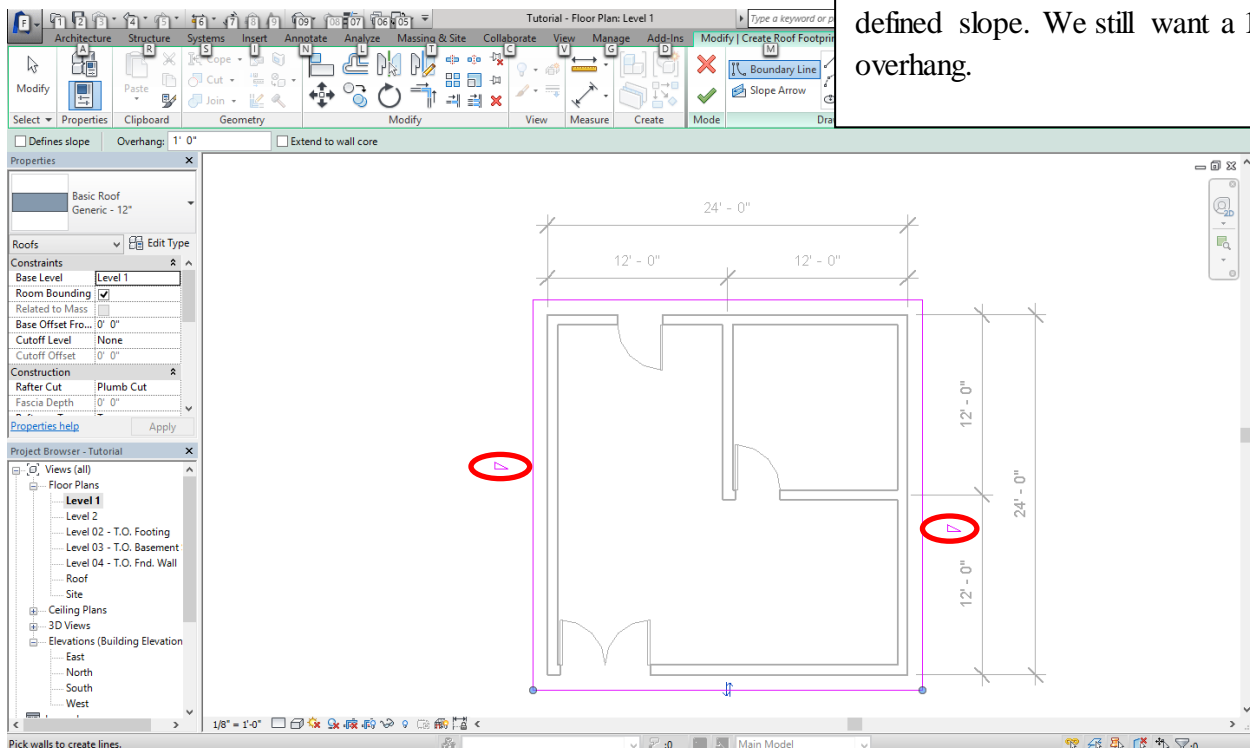 Tutorial - Floor Plan: Level 1
Type a keyword or p
defined slope. We still want a 1
overhang.
Architecture Structure Systems Insert Annotate Analyze Massing & Site Collaborate View Manage Add-Ins Modify | Create Roof Footprin
A R S I N L T C V G D M
Modify
Paste
Cope
Cut
Join
Boundary Line
Slope Arrow
Select Properties Clipboard Geometry Modify View Measure Create Mode Dra
Defines slope Overhang: 1' 0" Extend to wall core
Properties
Basic Roof
Generic - 12"
Roofs Edit Type
Constraints
Base Level Level 1
Room Bounding
Related to Mass
Base Offset Fro... 0' 0"
Cutoff Level None
Cutoff Offset 0' 0"
Construction
Rafter Cut Plumb Cut
Fascia Depth 0' 0"
Properties help Apply
Project Browser - Tutorial
Views (all)
Floor Plans
Level 1
Level 2
Level 02 - T.O. Footing
Level 03 - T.O. Basement
Level 04 - T.O. Fnd. Wall
Roof
Site
Ceiling Plans
3D Views
Elevations (Building Elevation
East
North
South
West
24' - 0"
12' - 0" 12' - 0"
12' - 0"
24' - 0"
12' - 0"
2D
1/8" = 1'-0"
Pick walls to create lines.
:0
Main Model
:0